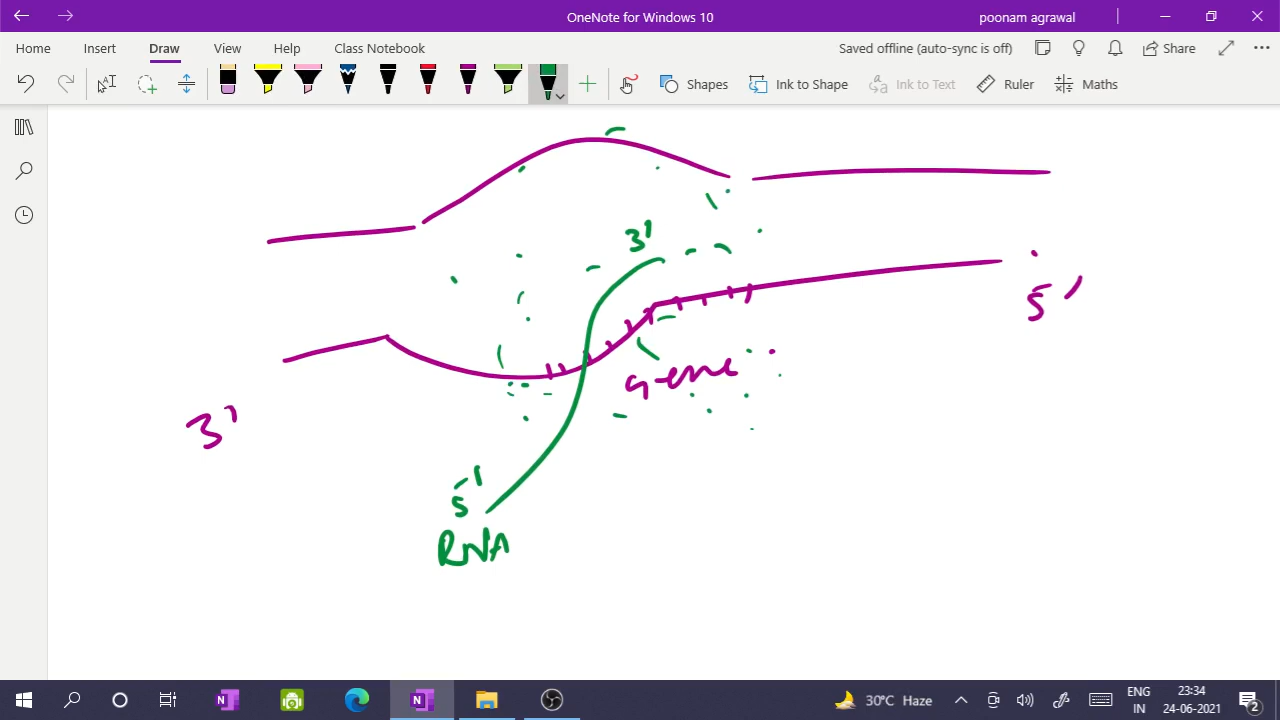 OneNote for Windows 10
poonam agrawal
Home Insert Draw View Help Class Notebook
Saved offline (auto-sync is off)
Share
Shapes
Ink to Shape
Ink to Text
Ruler
Maths
3'
5'
gene
3'
5'
RNA
30°C Haze
ENG
IN
23:34
24-06-2021
2